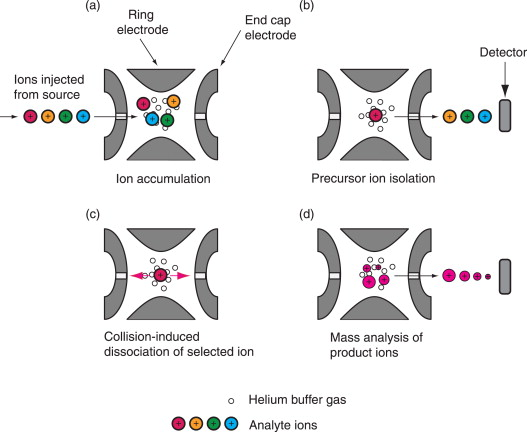 (a)
Ring
electrode
End cap
electrode
(b)
Detector
Ions injected
from source
+ + + +
+ + + +
+
+ + +
Ion accumulation
Precursor ion isolation
(c)
(d)
+
+ + + +
+ + + +
Collision-induced
dissociation of selected ion
Mass analysis of
product ions
Helium buffer gas
+ + + +
Analyte ions